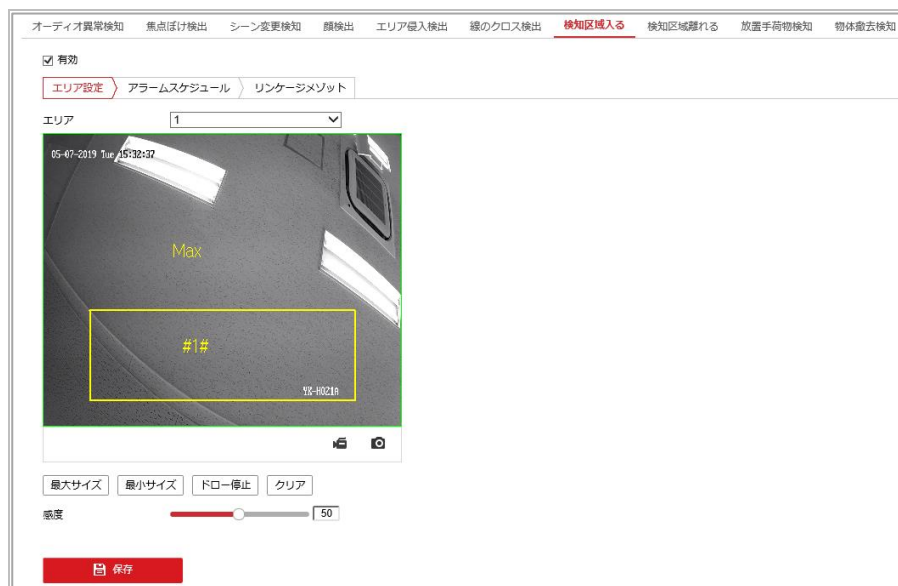 オーディオ異常検知 焦点ぼけ検出 シーン変更検知 顔検出 エリア侵入検出 線のクロス検出 検知区域入る 検知区域離れる 放置手荷物検知 物体撤去検知
有効
エリア設定 アラームスケジュール リンケージメゾット
エリア 1
05-07-2019 Tue 15:32:37
Max
#1#
YK-H021A
最大サイズ 最小サイズ ドロー停止 クリア
感度 50
保存